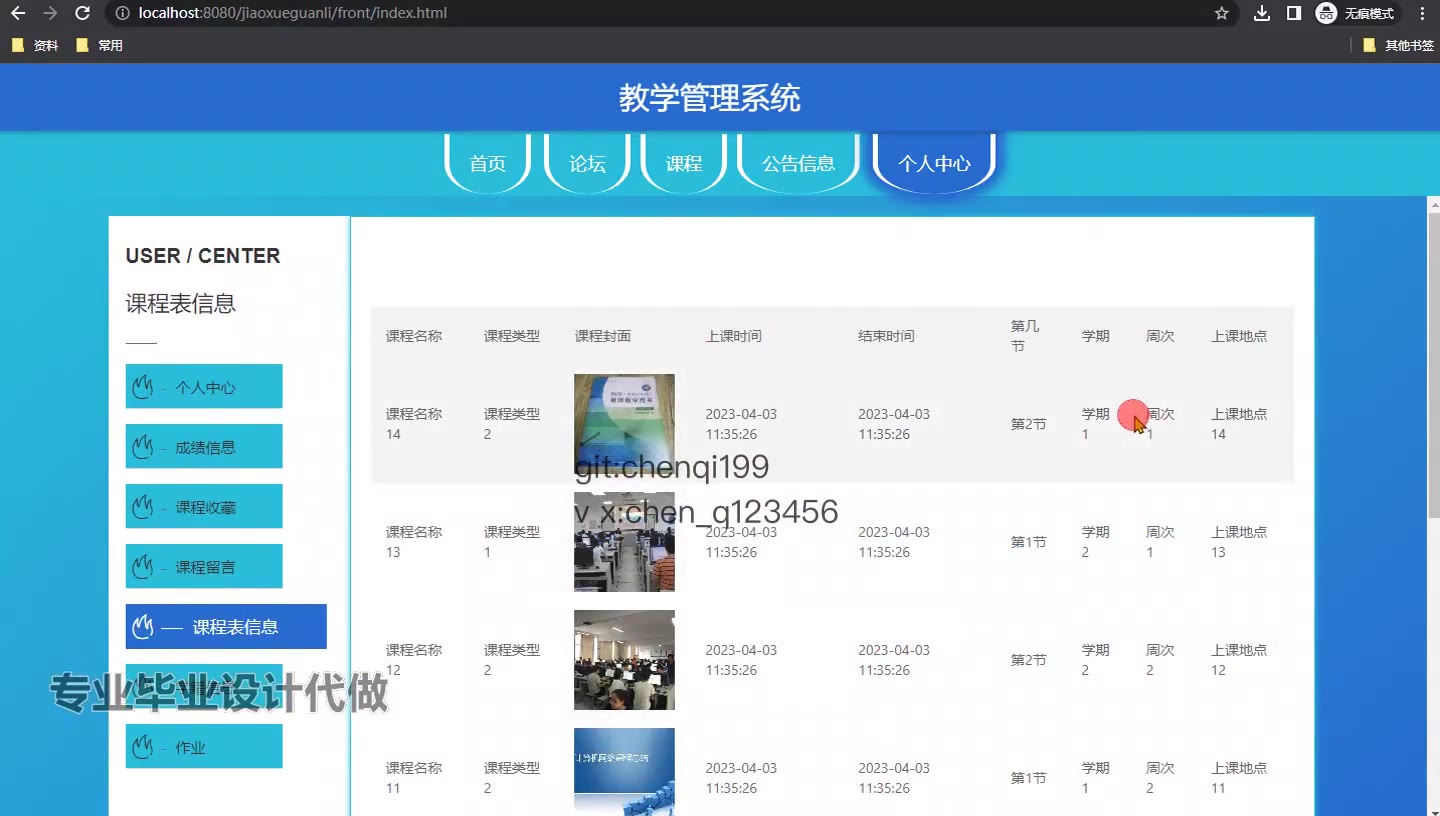 localhost:8080/jiaoxueguanli/front/index.html
无痕模式
资料
常用
其他书签
教学管理系统
首页
论坛
课程
公告信息
个人中心
USER / CENTER
课程表信息
- 个人中心
- 成绩信息
- 课程收藏
- 课程留言
课程表信息
- 作业
专业毕业设计代做
课程名称 课程类型 课程封面 上课时间 结束时间 第几节 学期 周次 上课地点
课程名称14 课程类型2 2023-04-03 11:35:26 2023-04-03 11:35:26 第2节 学期1 周次1 上课地点14
git:chenqi199
v x:chen_q123456
课程名称13 课程类型1 2023-04-03 11:35:26 2023-04-03 11:35:26 第1节 学期2 周次1 上课地点13
课程名称12 课程类型2 2023-04-03 11:35:26 2023-04-03 11:35:26 第2节 学期2 周次2 上课地点12
课程名称11 课程类型2 2023-04-03 11:35:26 2023-04-03 11:35:26 第1节 学期1 周次2 上课地点11